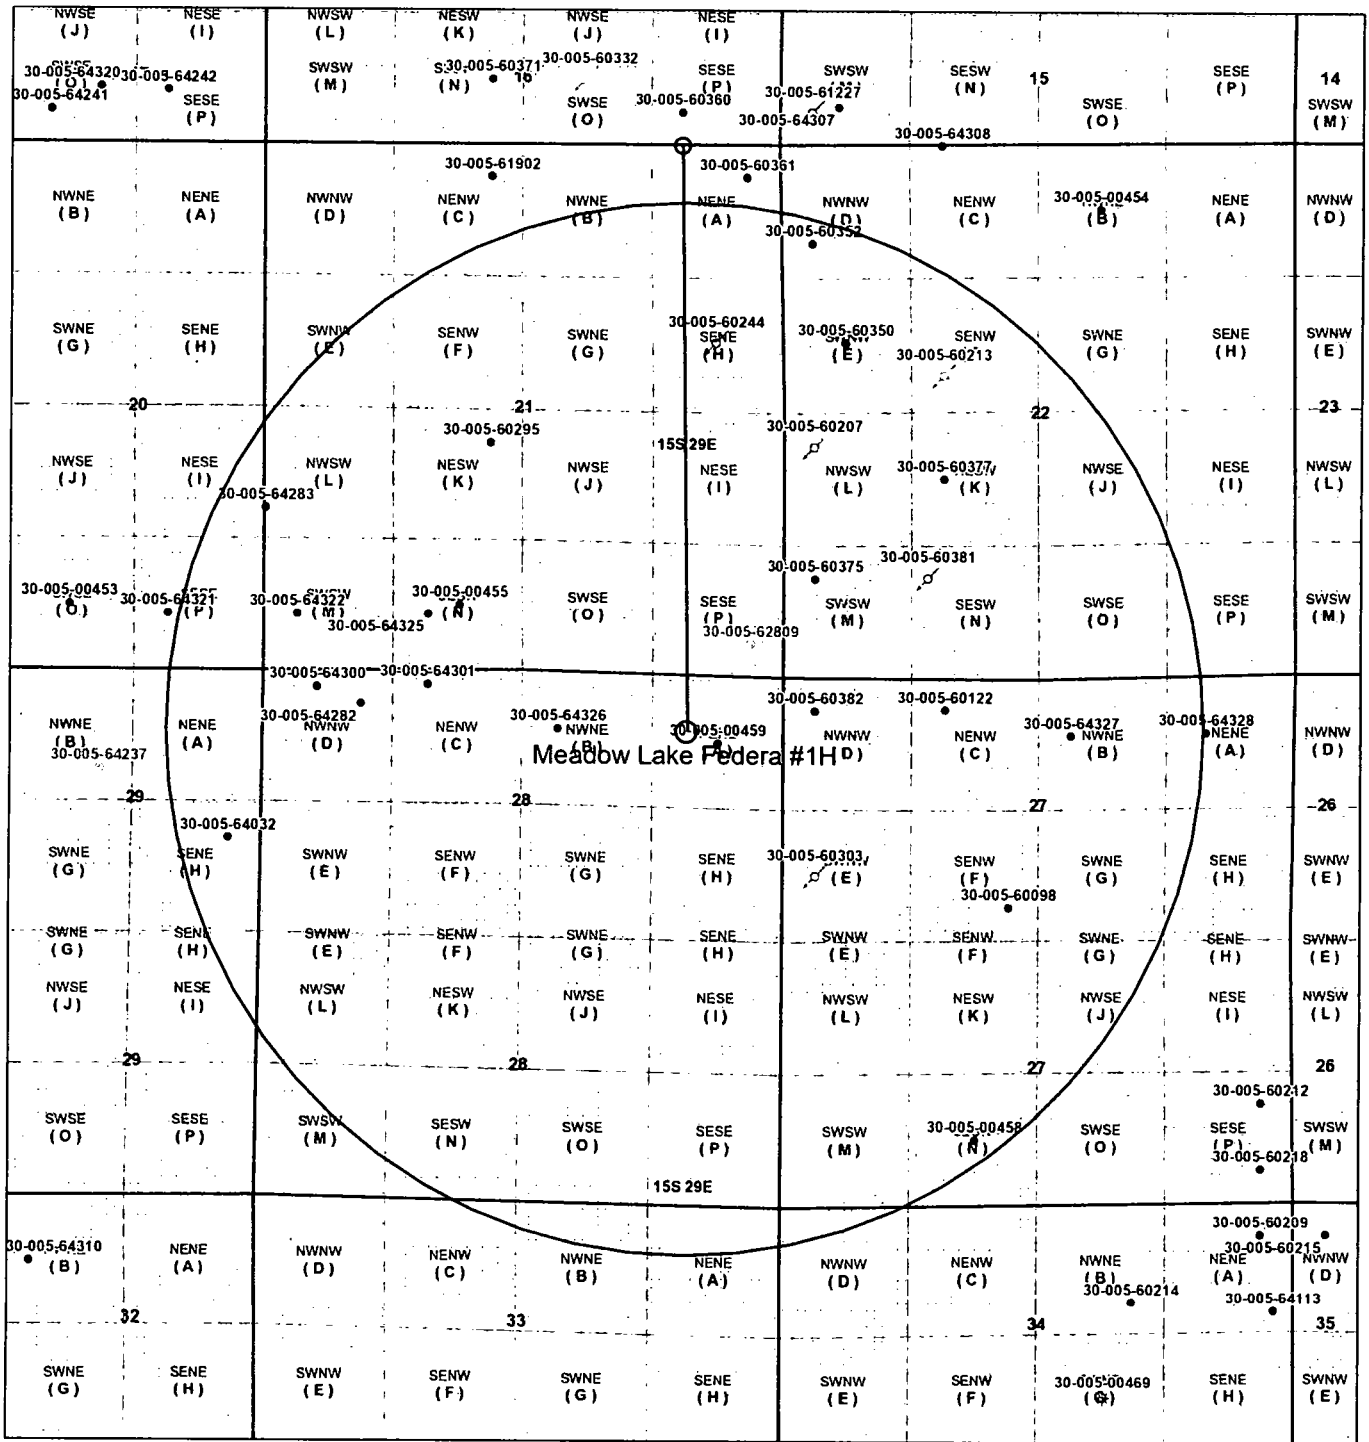 NWSE NESE NWSW NESW NWSE NESE
(J) (I) (L) (K) (J) (I)
30-005-64320 30-005-64242 SWSW (M) (N) 30-005-60371 16 30-005-60332 SESE (P) SWSW SESW (N) 15 SESE (P) 14
(O)
30-005-64241 SESE (P) SWSE (O) 30-005-60360 30-005-61227 SWSE (O) SWSW (M)
30-005-64307
30-005-64308
30-005-61902 30-005-60361
NWNE NENE NWNW NENW NWNE NENE NWNW NENW 30-005-00454 NENE NWNW
(B) (A) (D) (C) (B) (A) (D) (C) (B) (A) (D)
30-005-60352
30-005-60244 30-005-60350
SWNE SENE SWNW SENW SWNE SENE SENW SWNE SENE SWNW
(G) (H) (E) (F) (G) (H) (E) (G) (H) (E)
30-005-60213
20 21 22 23
30-005-60295 15S 29E 30-005-60207
NWSE NESE NWSW NESW NWSE NESE NWSW 30-005-60377 NWSE NESE NWSW
(J) (I) (L) (K) (J) (I) (L) (K) (J) (I) (L)
30-005-64283
30-005-60375 30-005-60381
30-005-00453 30-005-64321 30-005-64322 30-005-00455 SWSE SESE SWSW SESW SWSE SESE SWSW
(O) (P) (M) (N) (O) (P) (M) (N) (O) (P) (M)
30-005-64325 30-005-62809
30-005-64300 30-005-64301
30-005-64282 30-005-64326 30-005-60382 30-005-60122
NWNE NENE NWNW NENW NWNE 30-005-00459 NWNW NENW 30-005-64327 NWNE 30-005-64328 NENE NWNW
(B) (A) (D) (C) (B) (D) (C) (B) (A) (D)
30-005-64237
Meadow Lake Federal #1H
29 28 27 26
30-005-64032
SWNE SENE SWNW SENW SWNE SENE 30-005-60303 SENW SWNE SENE SWNW
(G) (H) (E) (F) (G) (H) (E) (F) (G) (H) (E)
30-005-60098
SWNE SENE SWNW SENW SWNE SENE SWNW SENW SWNE SENE SWNW
(G) (H) (E) (F) (G) (H) (E) (F) (G) (H) (E)
NWSE NESE NWSW NESW NWSE NESE NWSW NESW NWSE NESE NWSW
(J) (I) (L) (K) (J) (I) (L) (K) (J) (I) (L)
29 28 27 26
30-005-60212
SWSE SESE SWSW SESW SWSE SESE SWSW 30-005-00458 SWSE SESE SWSW
(O) (P) (M) (N) (O) (P) (M) (N) (O) (P) (M)
30-005-60218
15S 29E
30-005-60209
30-005-64310 30-005-60215
(B) NENE NWNW NENW NWNE NENE NWNW NENW NWNE NENE NWNW
(A) (D) (C) (B) (A) (D) (C) (B) (A) (D)
30-005-60214 30-005-64113
32 33 34 35
SWNE SENE SWNW SENW SWNE SENE SWNW SENW 30-005-00469 SENE SWNW
(G) (H) (E) (F) (G) (H) (E) (F) (G) (H) (E)